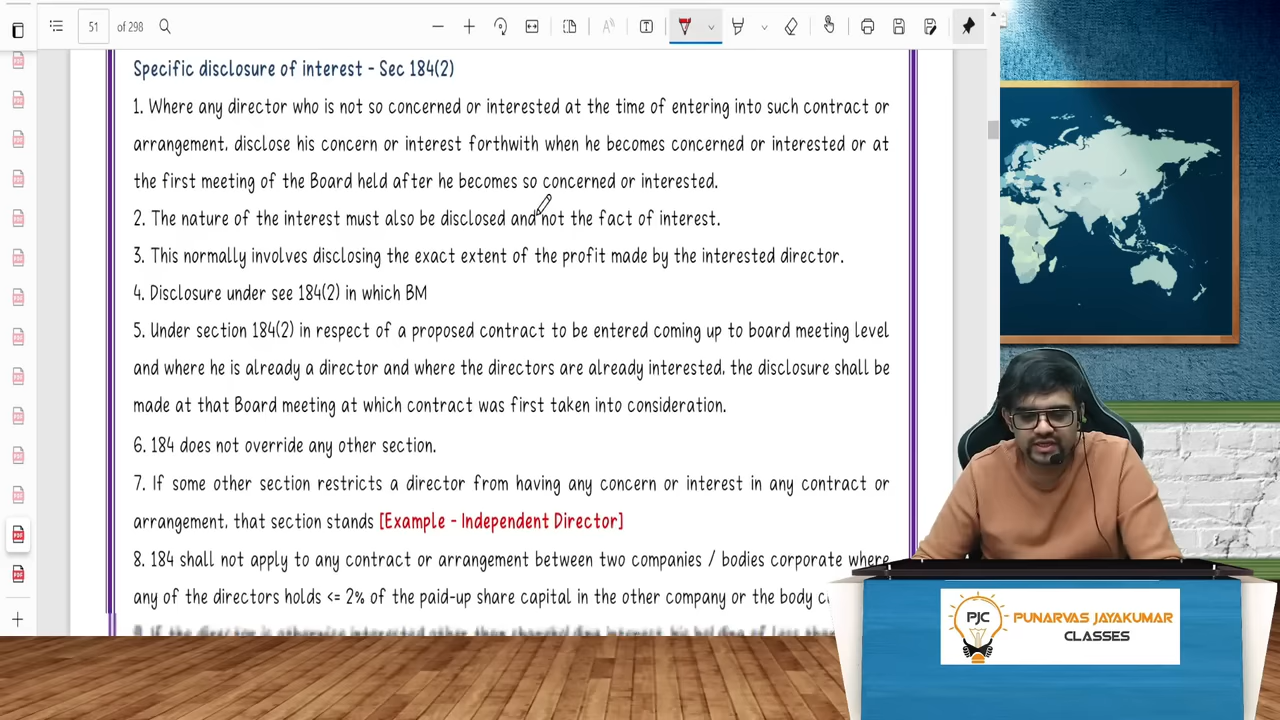 51 of 298
Specific disclosure of interest - Sec 184(2)
1. Where any director who is not so concerned or interested at the time of entering into such contract or
arrangement, disclose his concern or interest forthwith when he becomes concerned or interested or at
the first meeting of the Board held after he becomes so concerned or interested.
2. The nature of the interest must also be disclosed and not the fact of interest.
3. This normally involves disclosing the exact extent of the profit made by the interested director.
4. Disclosure under see 184(2) in which BM
5. Under section 184(2) in respect of a proposed contract to be entered coming up to board meeting level
and where he is already a director and where the directors are already interested, the disclosure shall be
made at that Board meeting at which contract was first taken into consideration.
6. 184 does not override any other section.
7. If some other section restricts a director from having any concern or interest in any contract or
arrangement, that section stands [Example - Independent Director]
8. 184 shall not apply to any contract or arrangement between two companies / bodies corporate where
any of the directors holds <= 2% of the paid-up share capital in the other company or the body
PJC
PUNARVAS JAYAKUMAR
CLASSES